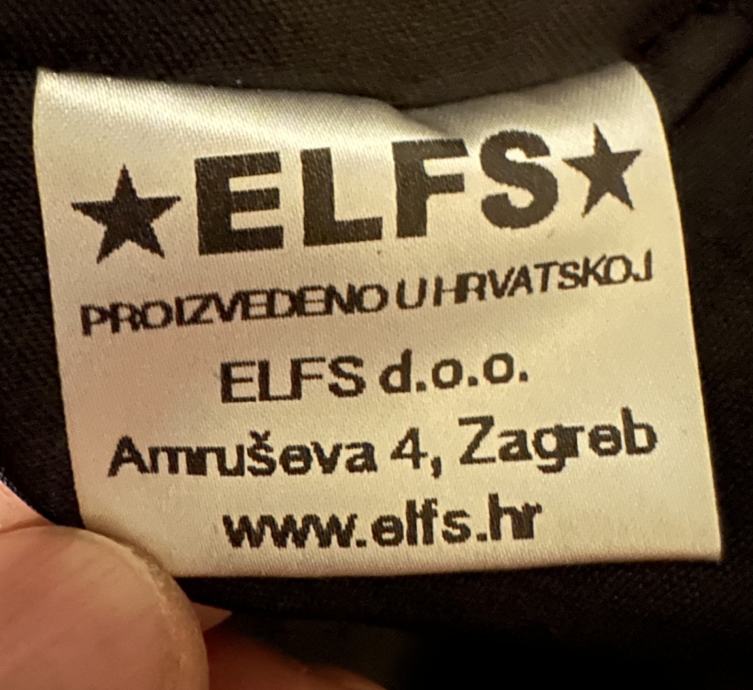 ★ELFS★
PROIZVEDENO U HRVATSKOJ
ELFS d.o.o.
Amruševa 4, Zagreb
www.elfs.hr